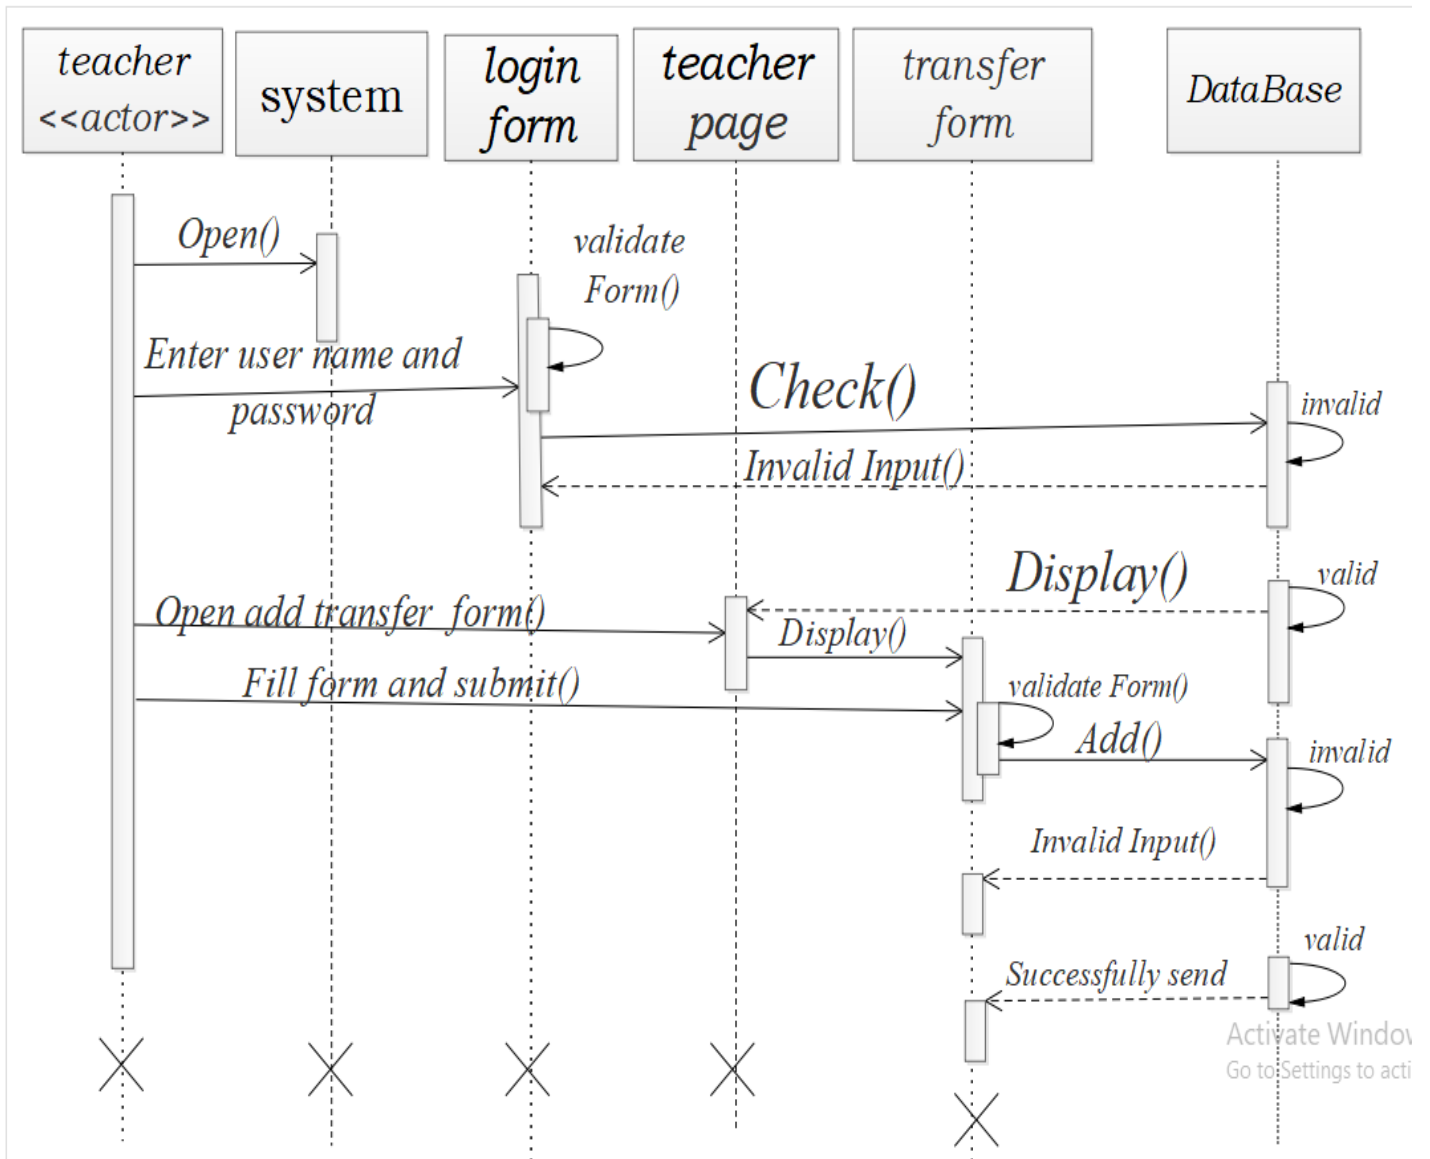 teacher
<<actor>>
system
login
form
teacher
page
transfer
form
DataBase
Open()
validate
Form()
Enter user name and
password
Check()
invalid
Invalid Input()
Display()
valid
Open add transfer form()
Display()
Fill form and submit()
validate Form()
Add()
invalid
Invalid Input()
valid
Successfully send
Activate Window
Go to Settings to acti